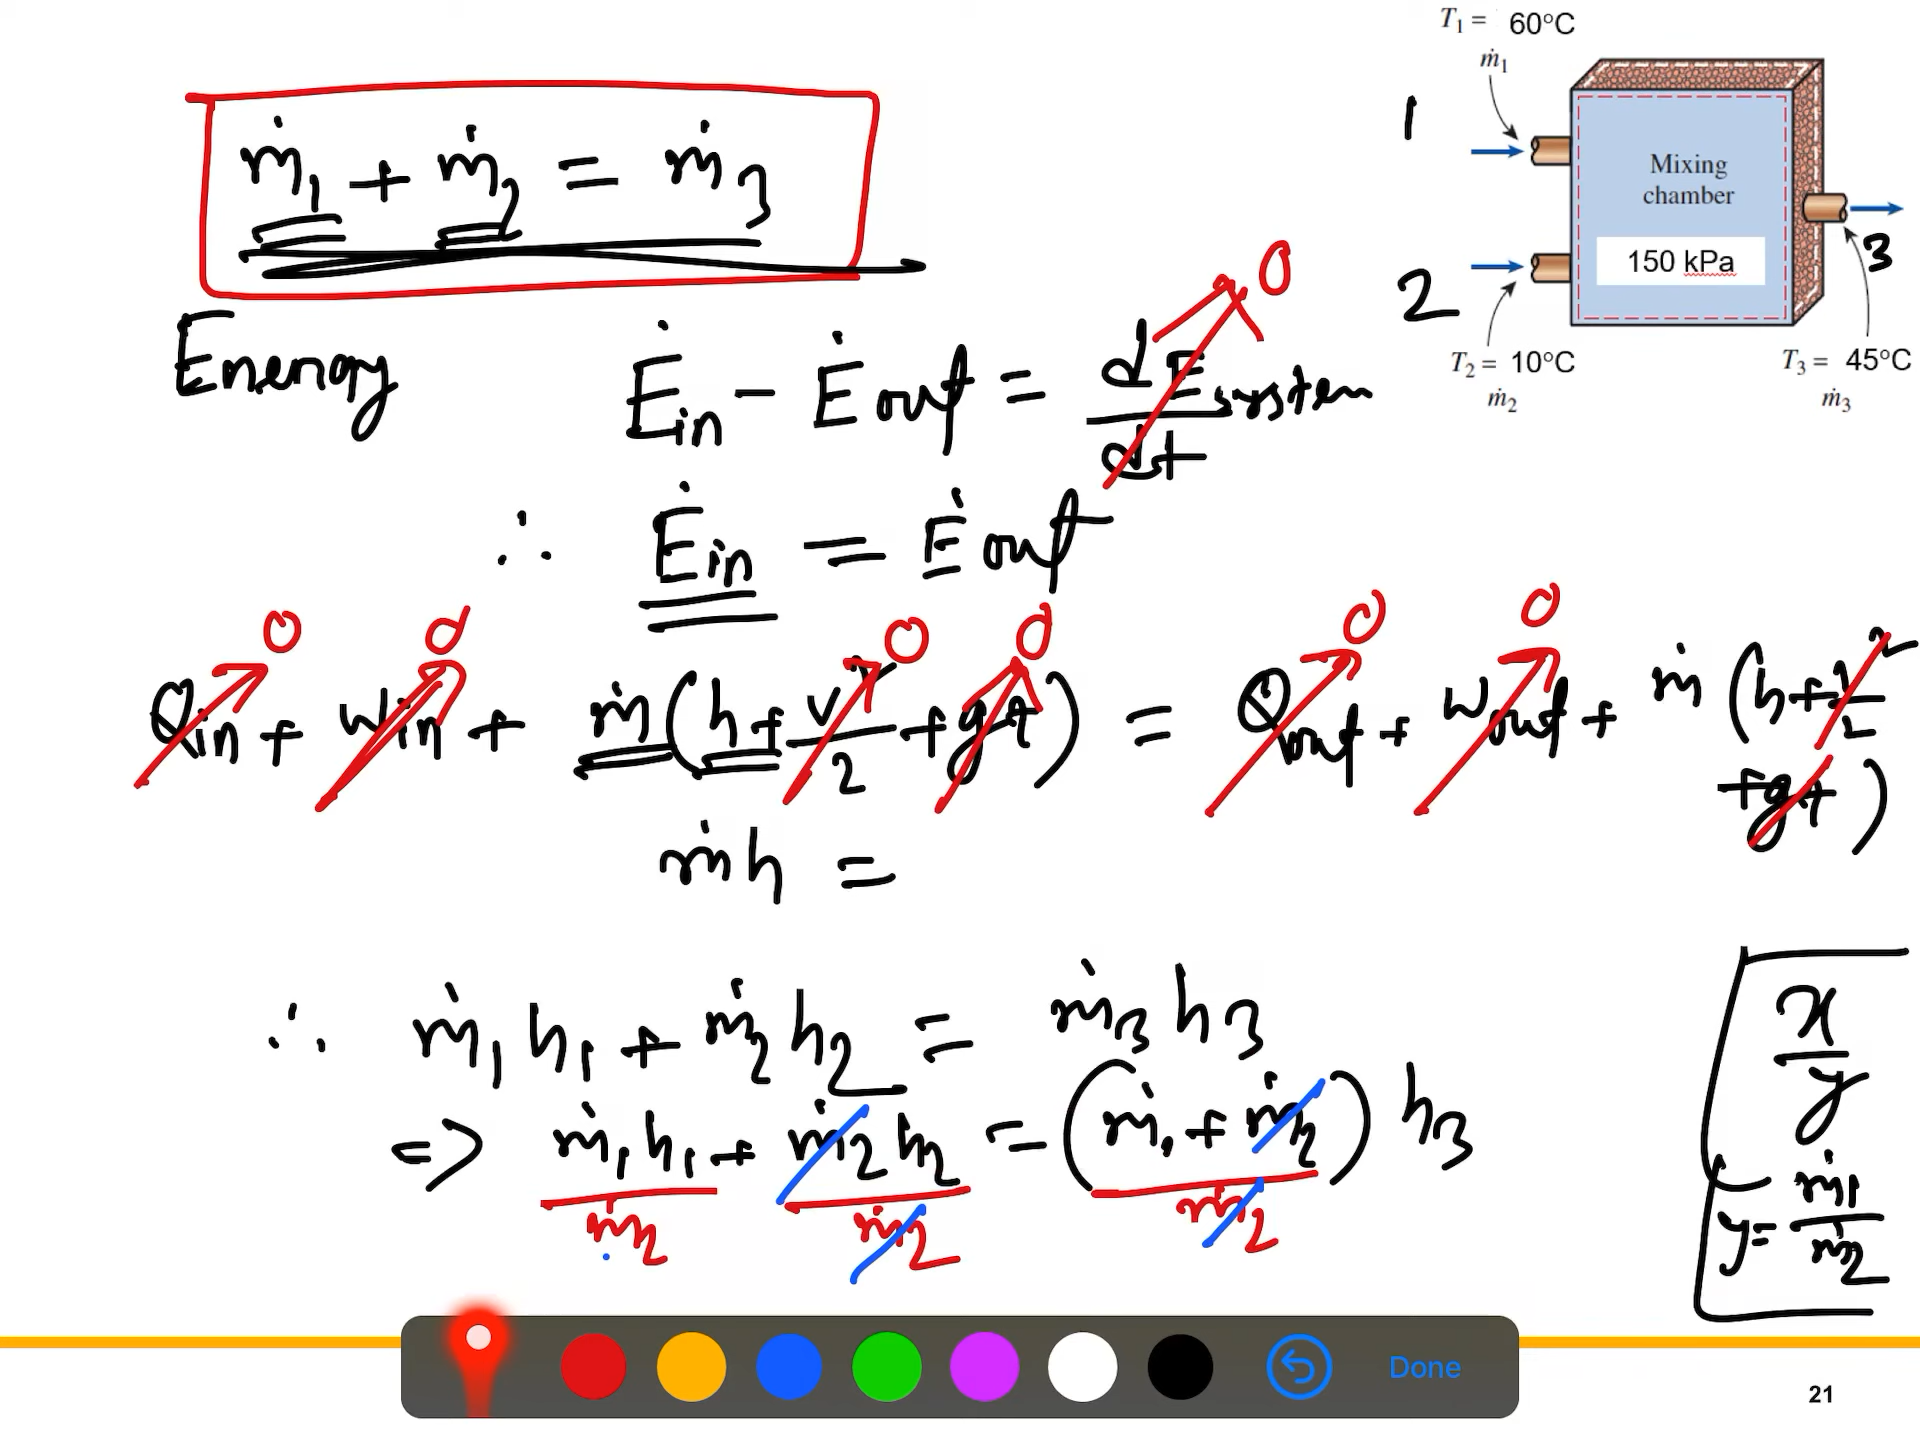 T₁ = 60°C
ṁ₁
ṁ₁ + ṁ₂ = ṁ₃
1
Mixing
chamber
150 kPa
3
2
T₂ = 10°C
ṁ₂
T₃ = 45°C
ṁ₃
Energy
Ėin - Ėout = dEsystem/dt 0
∴ Ėin = Ėout
0 0 0 0 0 0
Qin + Win + ṁ(h + v²/2 + gz) = Qout + Wout + ṁ(h + v²/2
+ gz)
ṁh =
∴ ṁ₁h₁ + ṁ₂h₂ = ṁ₃h₃
=> ṁ₁h₁/ṁ₂ + ṁ₂h₂/ṁ₂ = (ṁ₁ + ṁ₂)/ṁ₂ h₃
x/y
y = ṁ₁/ṁ₂
Done
21